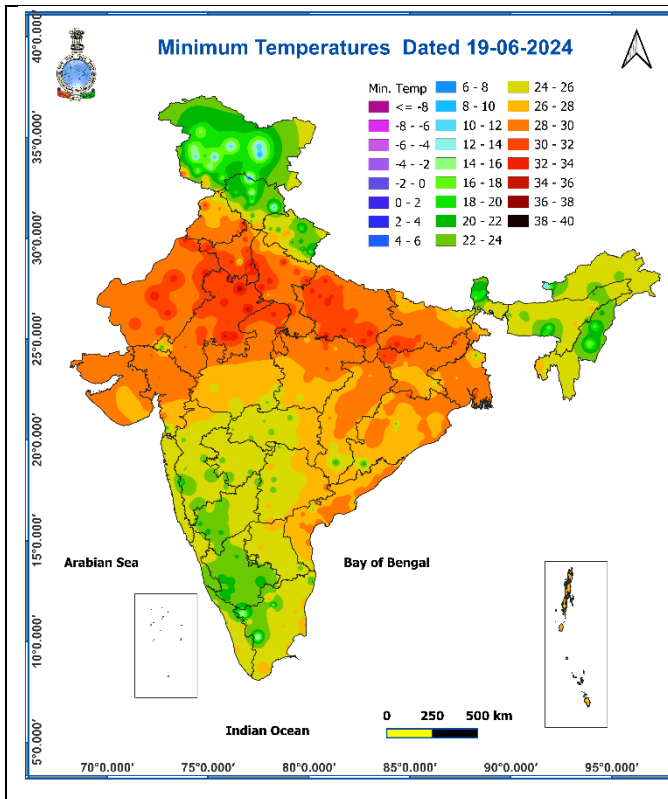 Minimum Temperatures Dated 19-06-2024
Min. Temp
<= -8
-8 - -6
-6 - -4
-4 - -2
-2 - 0
0 - 2
2 - 4
4 - 6
6 - 8
8 - 10
10 - 12
12 - 14
14 - 16
16 - 18
18 - 20
20 - 22
22 - 24
24 - 26
26 - 28
28 - 30
30 - 32
32 - 34
34 - 36
36 - 38
38 - 40
40°0.000'
35°0.000'
30°0.000'
25°0.000'
20°0.000'
15°0.000'
10°0.000'
5°0.000'
Arabian Sea
Bay of Bengal
Indian Ocean
0 250 500 km
70°0.000' 75°0.000' 80°0.000' 85°0.000' 90°0.000' 95°0.000'